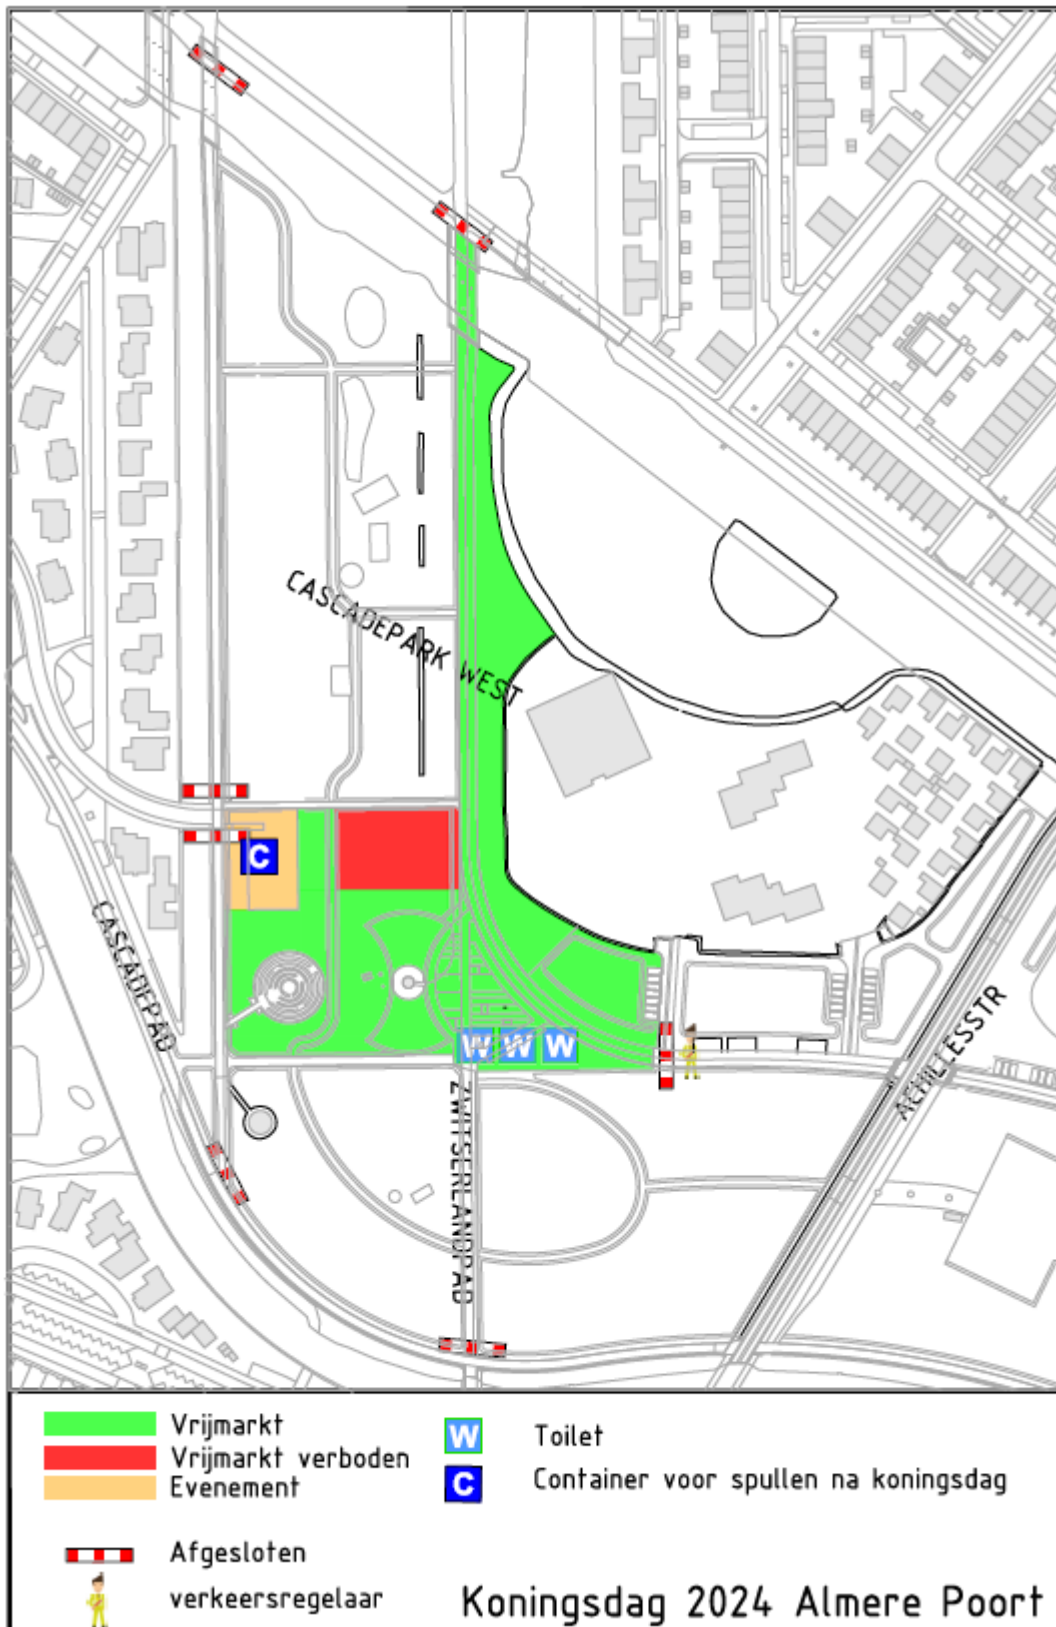 CASCADEPARK WEST
C
CASCADEPAD
W W W
ACHILLESSTR
ZWITSERLANDPAD
Vrijmarkt
Vrijmarkt verboden
Evenement
W Toilet
C Container voor spullen na koningsdag
Afgesloten
verkeersregelaar
Koningsdag 2024 Almere Poort